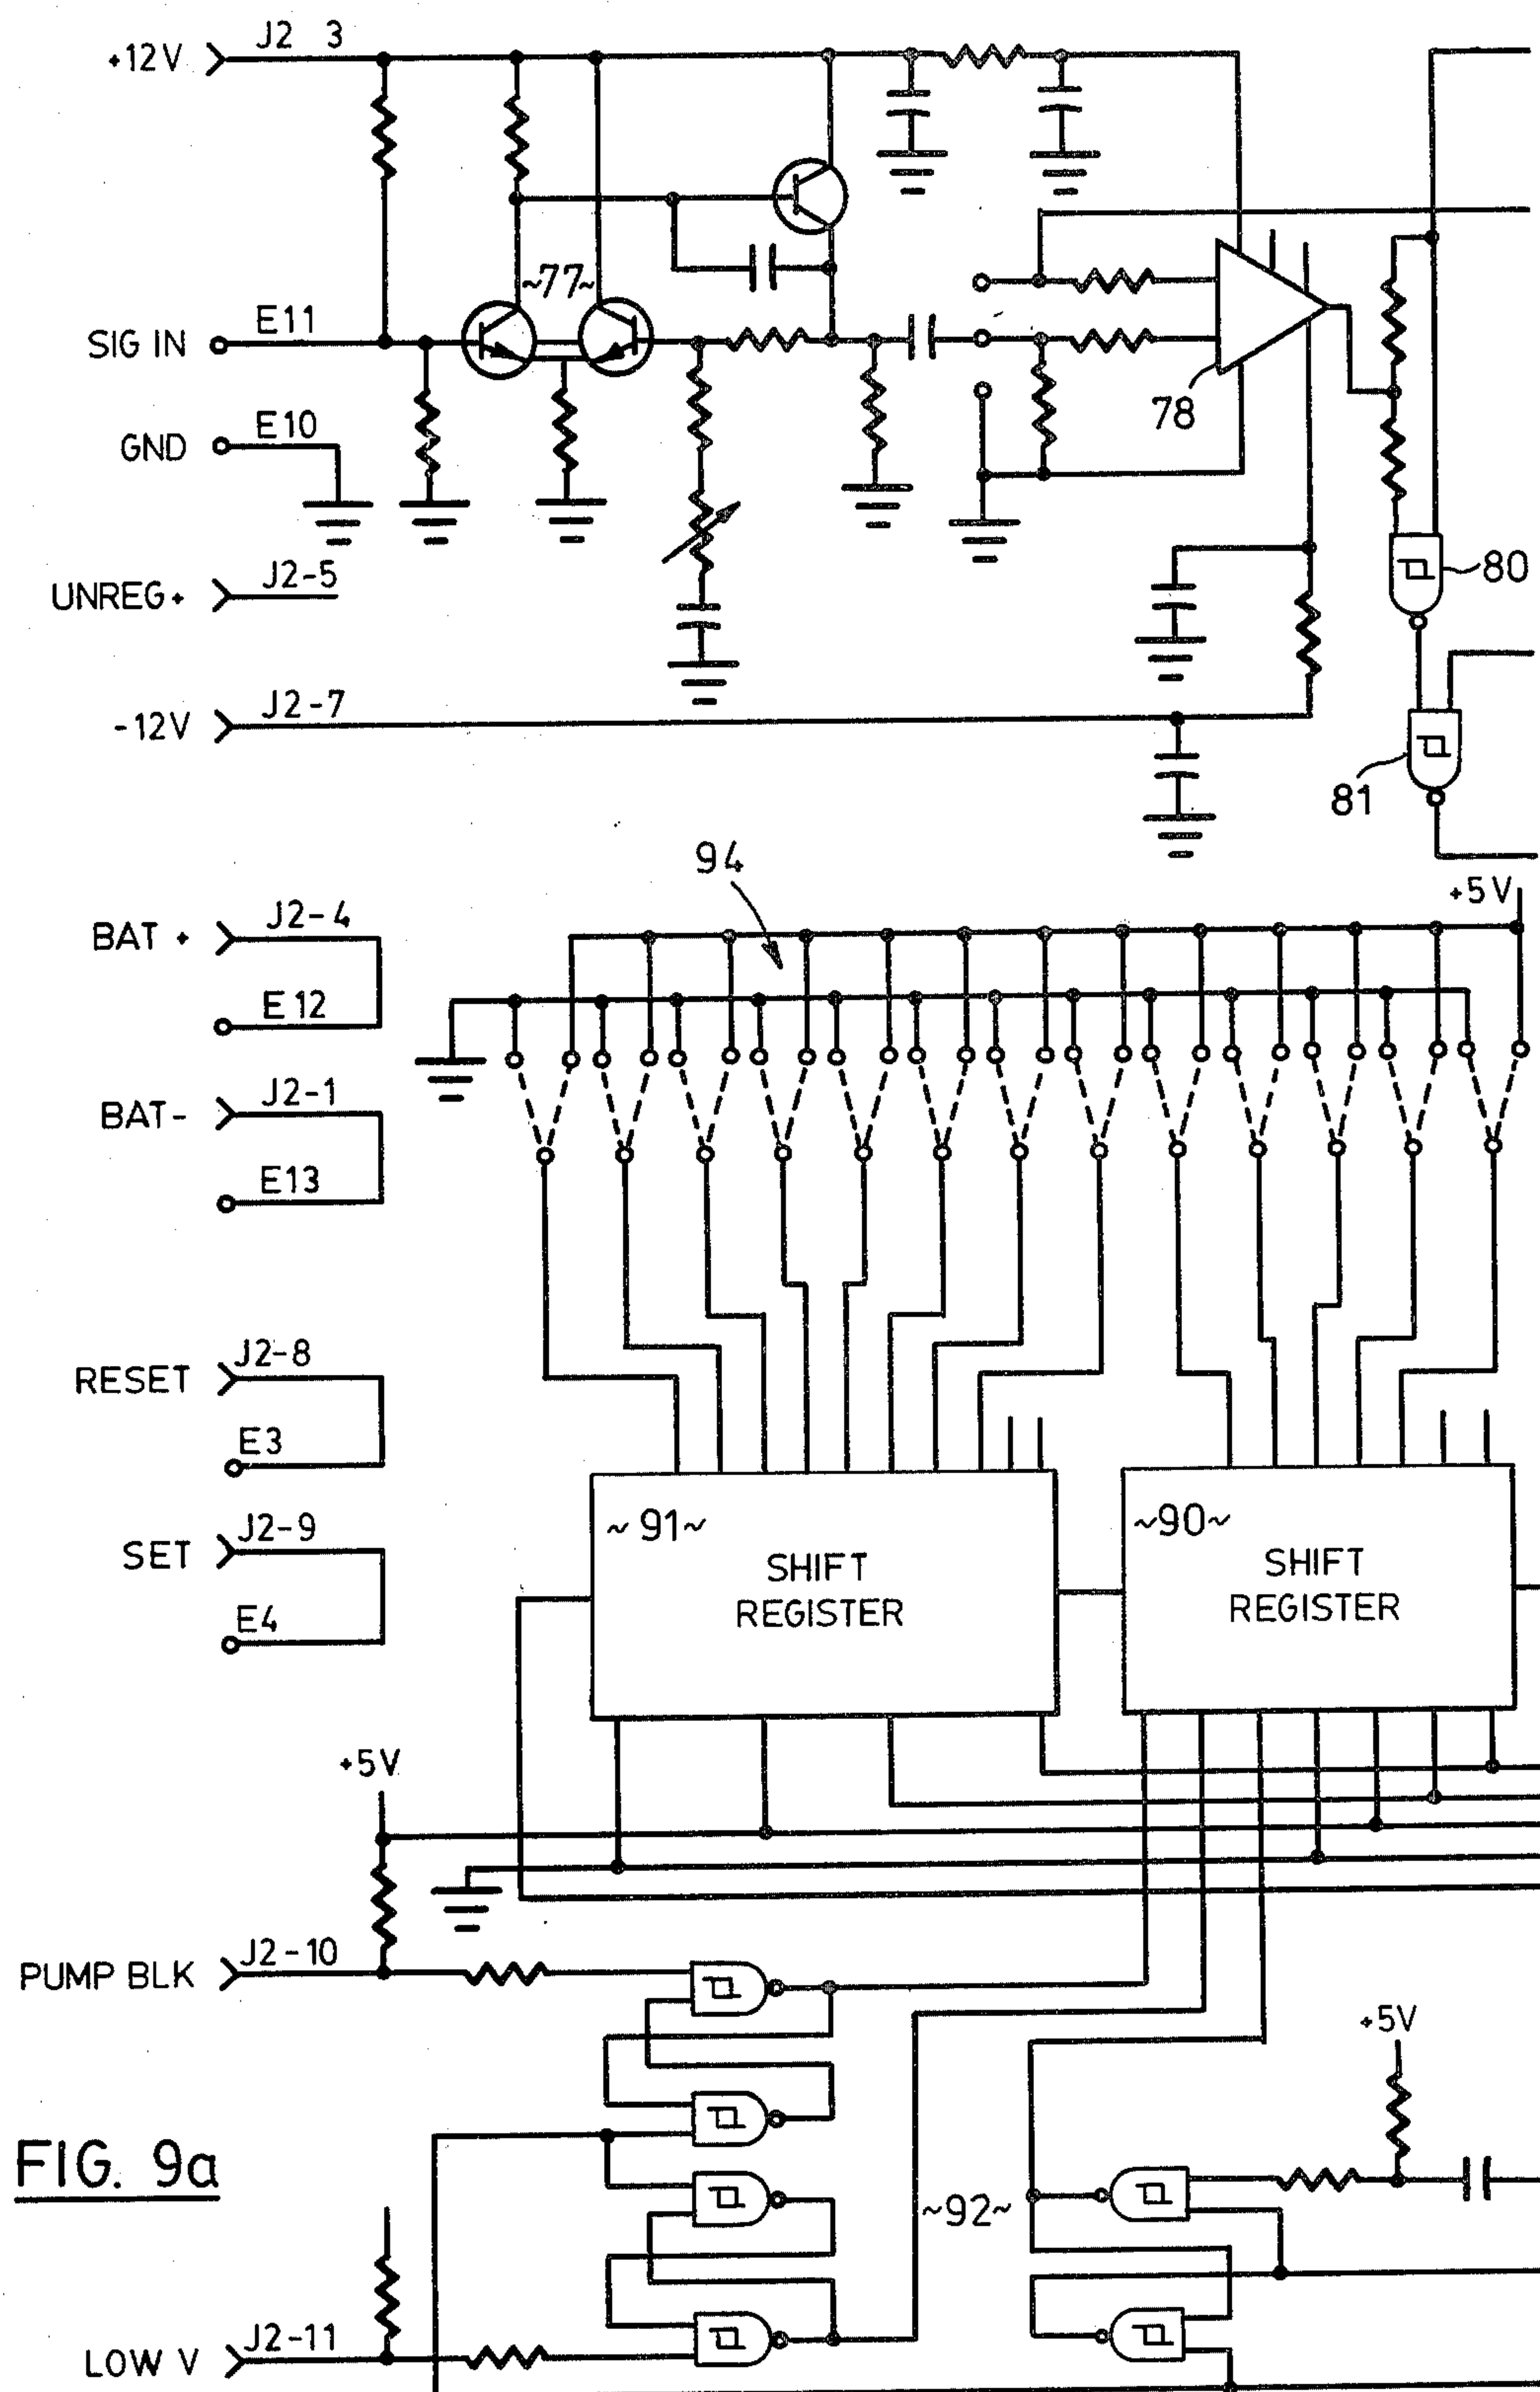 +12V J2 3
~77~
SIG IN E11
78
GND E10
UNREG+ J2-5
80
-12V J2-7
81
94
+5V
BAT + J2-4
E12
BAT- J2-1
E13
RESET J2-8
E3
SET J2-9
E4
~91~
SHIFT
REGISTER
~90~
SHIFT
REGISTER
+5V
PUMP BLK J2-10
+5V
FIG. 9a
~92~
LOW V J2-11